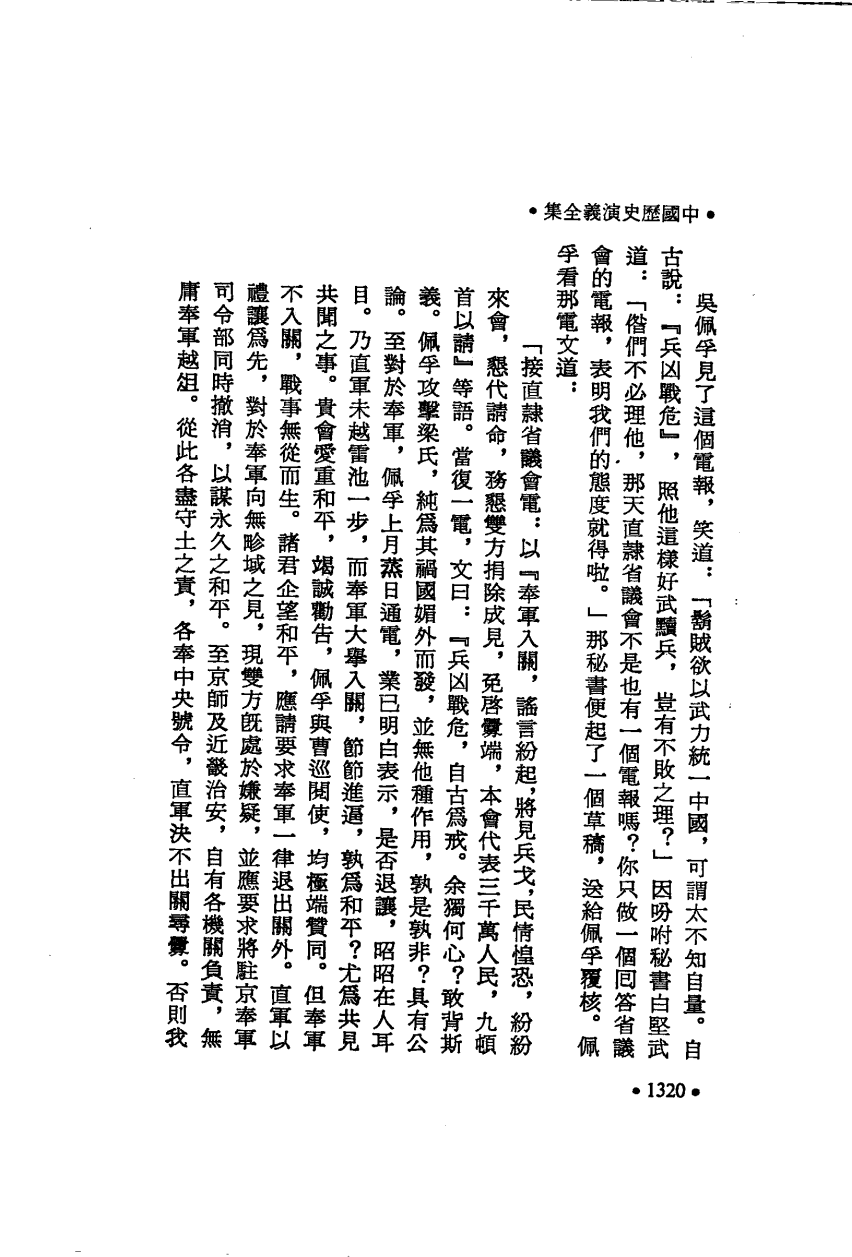 •中國歷史演義全集•
吳佩孚見了這個電報，笑道：「鬍賊欲以武力統一中國，可謂太不知自量。自
古說：『兵凶戰危』，照他這樣好武黷兵，豈有不敗之理？」因吩咐秘書白堅武
道：「偺們不必理他，那天直隸省議會不是也有一個電報嗎？你只做一個回答省議
會的電報，表明我們的態度就得啦。」那秘書便起了一個草稿，送給佩孚覆核。佩
孚看那電文道：
「接直隸省議會電：以『奉軍入關，謠言紛起，將見兵戈，民情惶恐，紛紛
來會，懇代請命，務懇雙方捐除成見，免啓釁端，本會代表三千萬人民，九頓
首以請』等語。當復一電，文曰：『兵凶戰危，自古爲戒。余獨何心？敢背斯
義。佩孚攻擊梁氏，純爲其禍國媚外而發，並無他種作用，孰是孰非？具有公
論。至對於奉軍，佩孚上月蒸日通電，業已明白表示，是否退讓，昭昭在人耳
目。乃直軍未越雷池一步，而奉軍大舉入關，節節進逼，孰爲和平？尤爲共見
共聞之事。貴會愛重和平，竭誠勸告，佩孚與曹巡閱使，均極端贊同。但奉軍
不入關，戰事無從而生。諸君企望和平，應請要求奉軍一律退出關外。直軍以
禮讓爲先，對於奉軍向無畛域之見，現雙方旣處於嫌疑，並應要求將駐京奉軍
司令部同時撤消，以謀永久之和平。至京師及近畿治安，自有各機關負責，無
庸奉軍越俎。從此各盡守土之責，各奉中央號令，直軍決不出關尋釁。否則我
•1320•